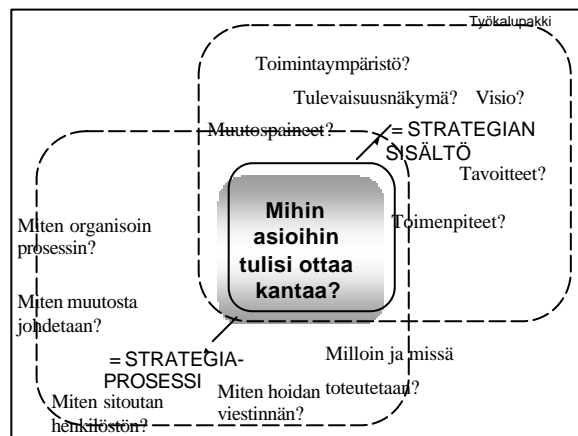 Työkalupakki
Toimintaympäristö?
Tulevaisuusnäkymä? Visio?
Muutospaineet?
= STRATEGIAN
SISÄLTÖ
Tavoitteet?
Toimenpiteet?
Mihin
asioihin
tulisi ottaa
kantaa?
Miten organisoin
prosessin?
Miten muutosta
johdetaan?
= STRATEGIA-
PROSESSI
Milloin ja missä
toteutetaan?
Miten hoidan
viestinnän?
Miten sitoutan
henkilöstön?